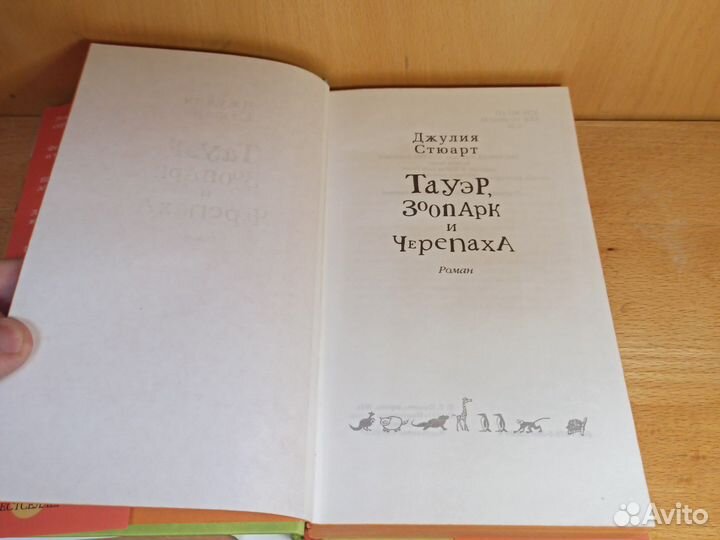 Джулия
Стюарт
ТауэР,
ЗоопАрк
и
ЧерепахА
Роман
Avito